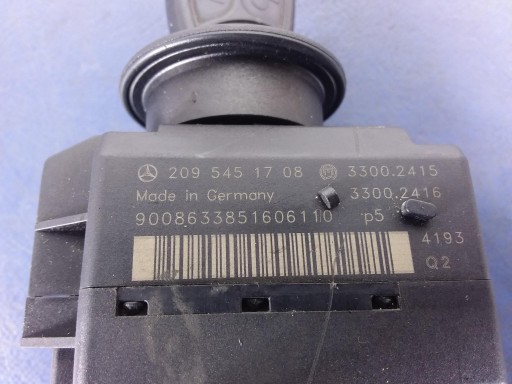 209 545 17 08 3300.2415
Made in Germany 3300.2416
9008633851606110 p5
4193
Q2